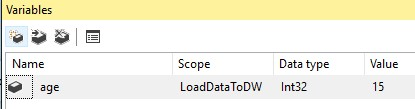 Variables
Name Scope Data type Value
age LoadDataToDW Int32 15